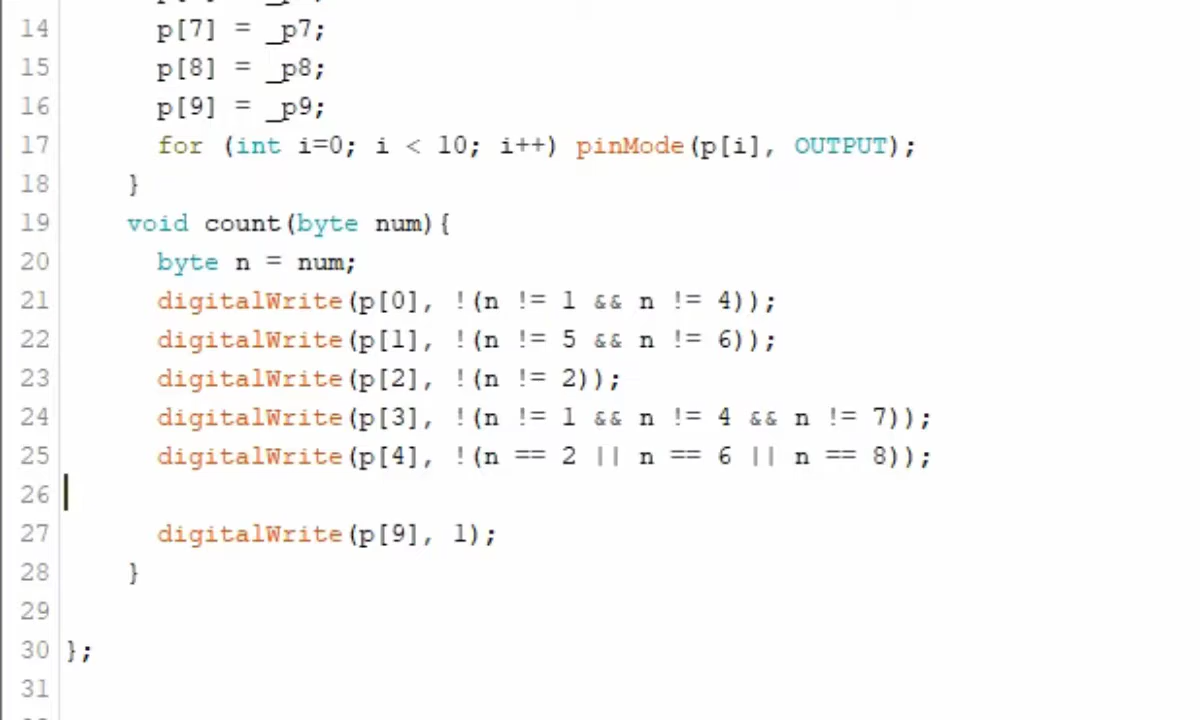 14 p[7] = _p7;
15 p[8] = _p8;
16 p[9] = _p9;
17 for (int i=0; i < 10; i++) pinMode(p[i], OUTPUT);
18 }
19 void count(byte num){
20 byte n = num;
21 digitalWrite(p[0], !(n != 1 && n != 4));
22 digitalWrite(p[1], !(n != 5 && n != 6));
23 digitalWrite(p[2], !(n != 2));
24 digitalWrite(p[3], !(n != 1 && n != 4 && n != 7));
25 digitalWrite(p[4], !(n == 2 || n == 6 || n == 8));
26
27 digitalWrite(p[9], 1);
28 }
29
30 };
31